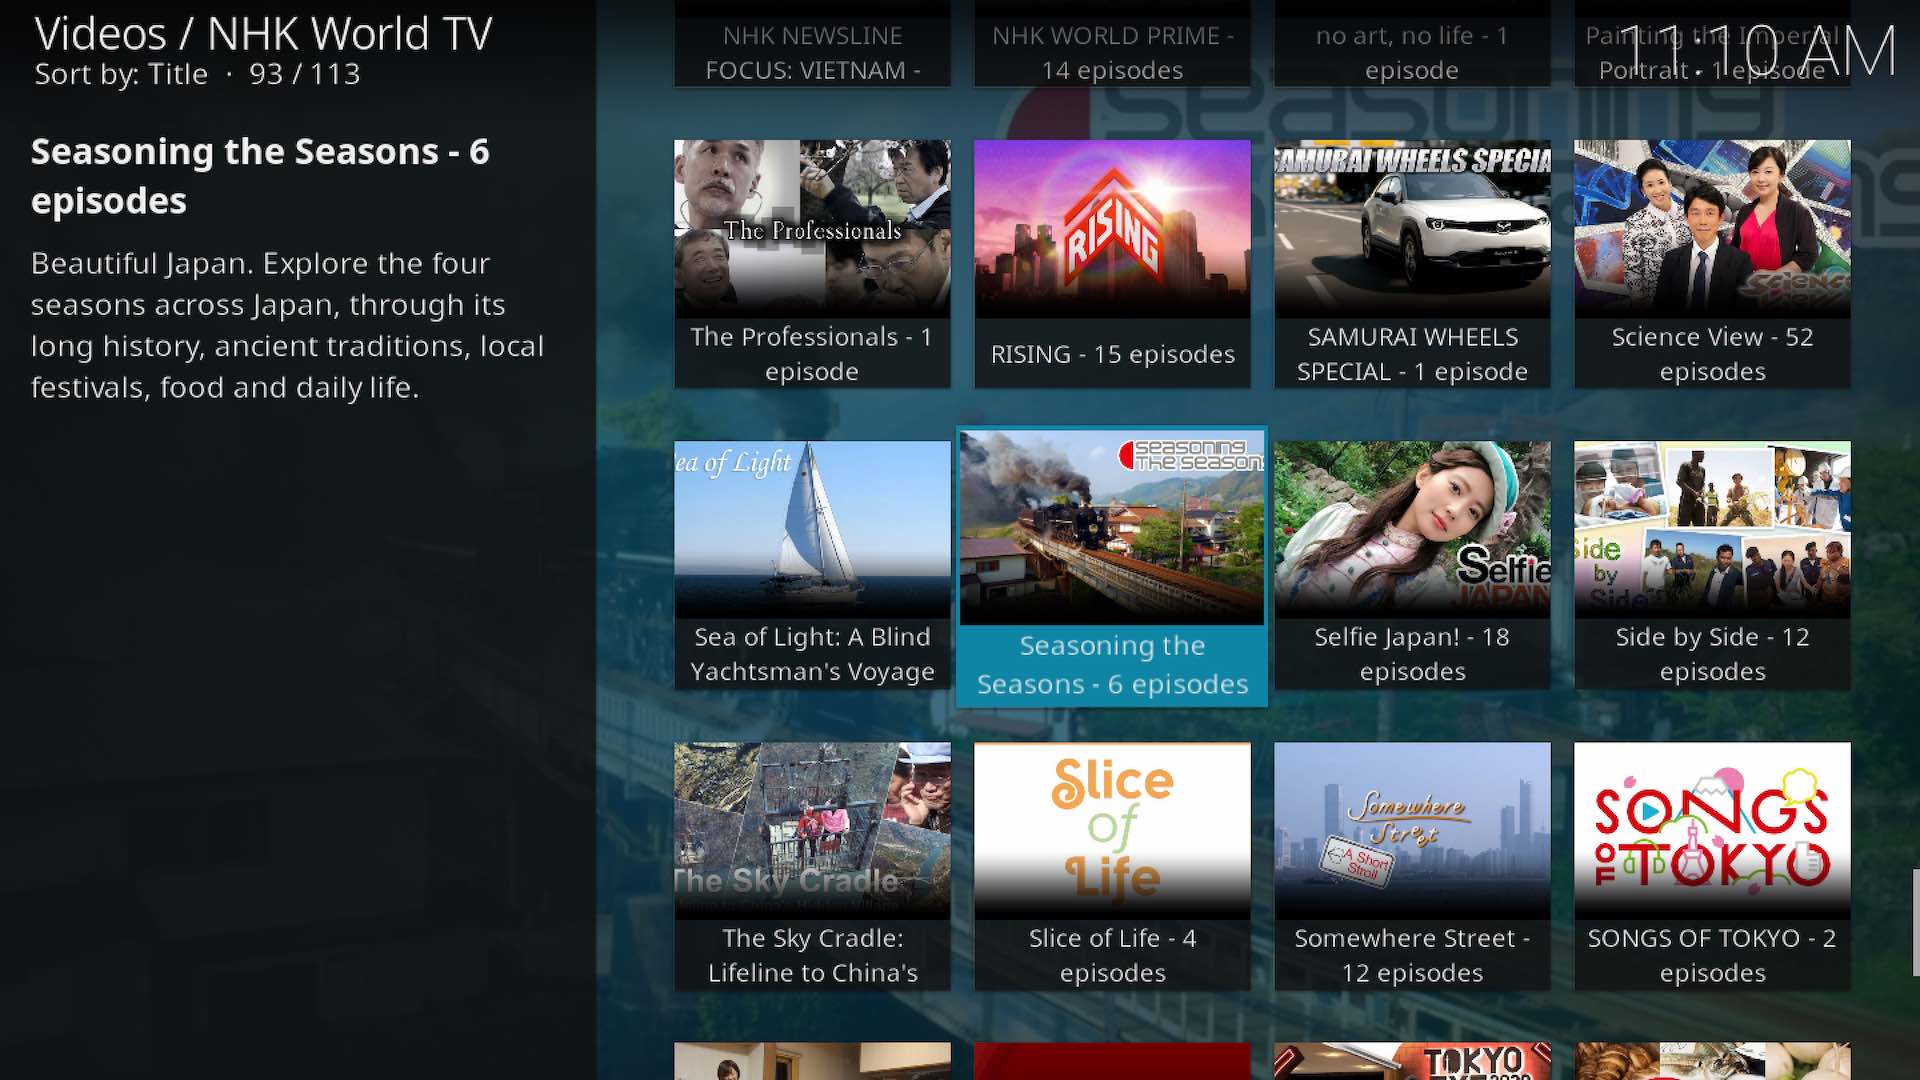 Videos / NHK World TV
Sort by: Title · 93 / 113
11:10 AM
Seasoning the Seasons - 6
episodes
Beautiful Japan. Explore the four
seasons across Japan, through its
long history, ancient traditions, local
festivals, food and daily life.
NHK NEWSLINE
FOCUS: VIETNAM -
NHK WORLD PRIME -
14 episodes
no art, no life - 1
episode
Painting the Imperial
Portrait - 1 episode
seasoning
The Professionals
The Professionals - 1
episode
RISING
RISING - 15 episodes
SAMURAI WHEELS SPECIA
SAMURAI WHEELS
SPECIAL - 1 episode
Science
Science View - 52
episodes
ea of Light
Sea of Light: A Blind
Yachtsman's Voyage
seasoning
The season
Seasoning the
Seasons - 6 episodes
Selfie
JAPAN
Selfie Japan! - 18
episodes
Side
by
Side
Side by Side - 12
episodes
The Sky Cradle
The Sky Cradle:
Lifeline to China's
Slice
of
Life
Slice of Life - 4
episodes
Somewhere
Street
A Short
Stroll
Somewhere Street -
12 episodes
SONGS
OF TOKYO
SONGS OF TOKYO - 2
episodes
TOKYO